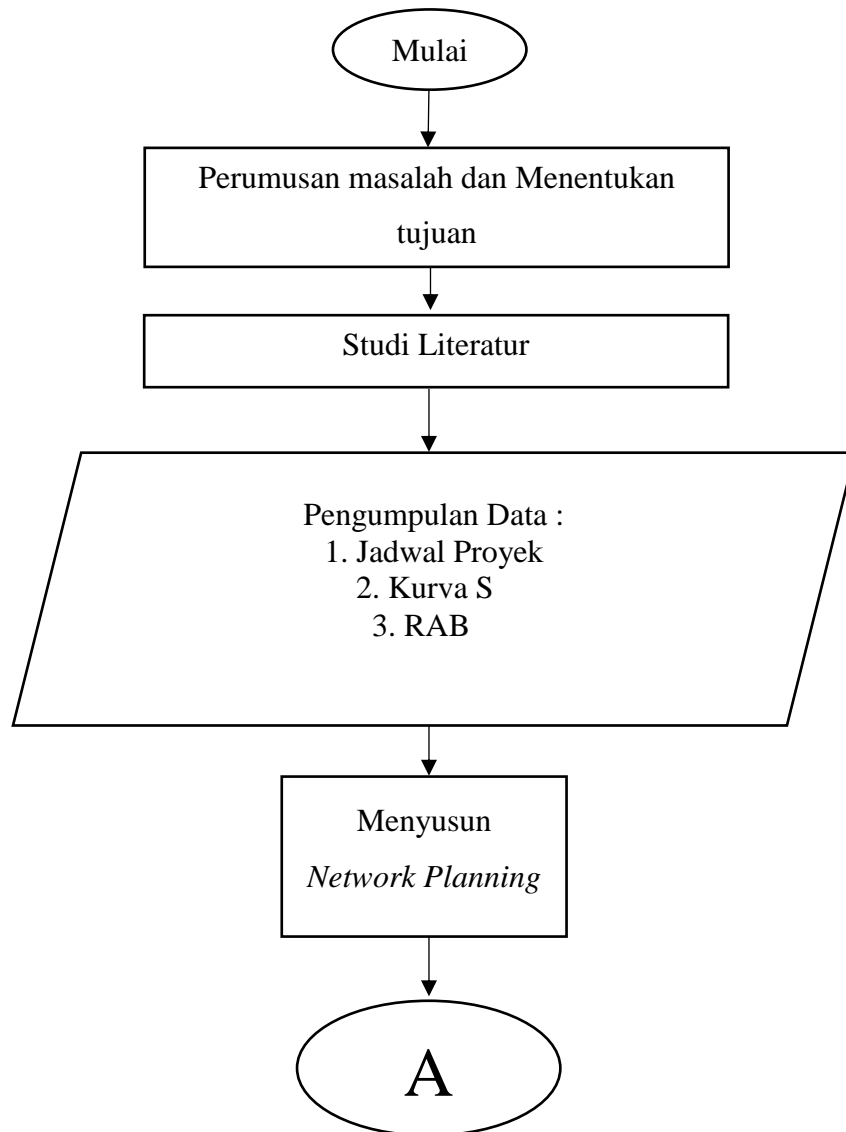 Mulai
Perumusan masalah dan Menentukan
tujuan
Studi Literatur
Pengumpulan Data :
1. Jadwal Proyek
2. Kurva S
3. RAB
Menyusun
Network Planning
A